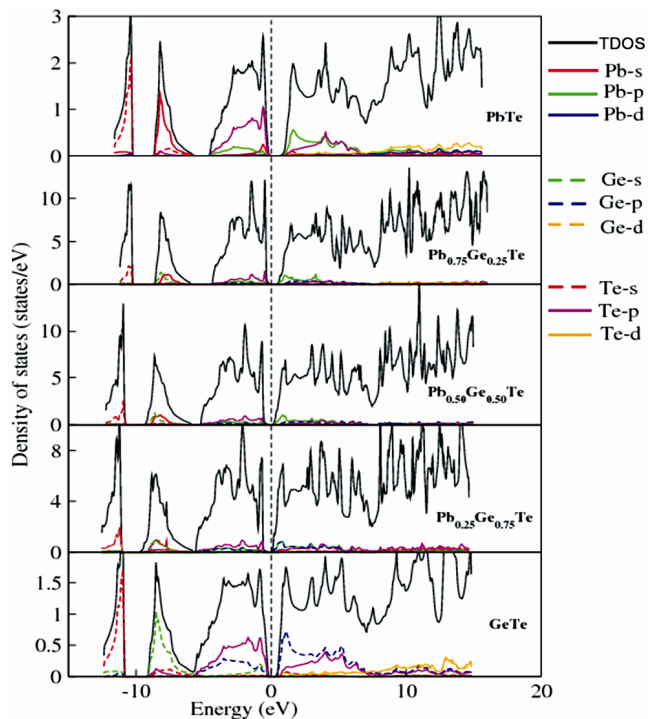 Density of states (states/eV)
3
2
1
0
PbTe
10
5
0
Pb0.75Ge0.25Te
10
5
0
Pb0.50Ge0.50Te
8
4
0
Pb0.25Ge0.75Te
1.5
1
0.5
0
GeTe
-10
0
10
20
Energy (eV)
TDOS
Pb-s
Pb-p
Pb-d
Ge-s
Ge-p
Ge-d
Te-s
Te-p
Te-d